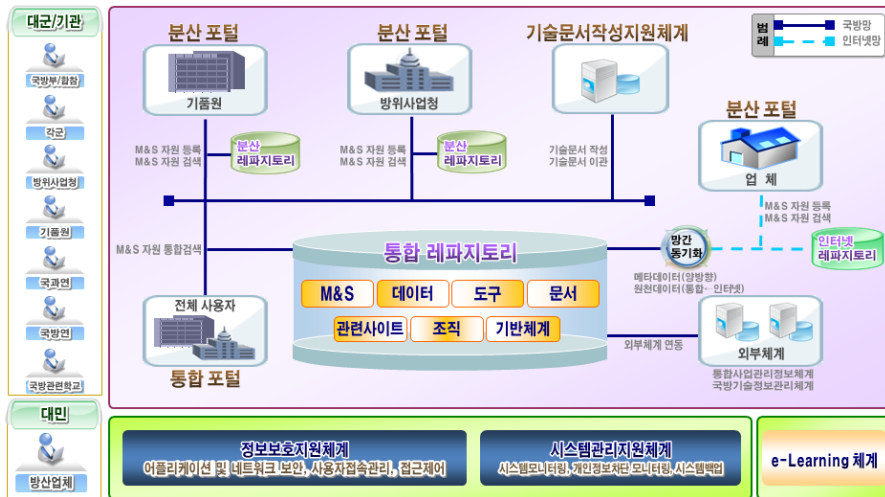 대군/기관
국방부/합참
각군
방위사업청
기품원
국과연
국방연
국방관련학교
대민
방산업체
분산 포털
기품원
M&S 자원 등록
M&S 자원 검색
분산
레파지토리
분산 포털
방위사업청
M&S 자원 등록
M&S 자원 검색
분산
레파지토리
기술문서작성지원체계
기술문서 작성
기술문서 이관
범례
국방망
인터넷망
분산 포털
업 체
M&S 자원 등록
M&S 자원 검색
M&S 자원 통합검색
통합 레파지토리
M&S
데이터
도구
문서
관련사이트
조직
기반체계
망간
동기화
인터넷
레파지토리
메타데이터(양방향)
원천데이터(통합←인터넷)
전체 사용자
통합 포털
외부체계 연동
외부체계
통합사업관리정보체계
국방기술정보관리체계
정보보호지원체계
어플리케이션 및 네트워크 보안, 사용자접속관리, 접근제어
시스템관리지원체계
시스템모니터링, 개인정보차단 모니터링, 시스템백업
e-Learning 체계